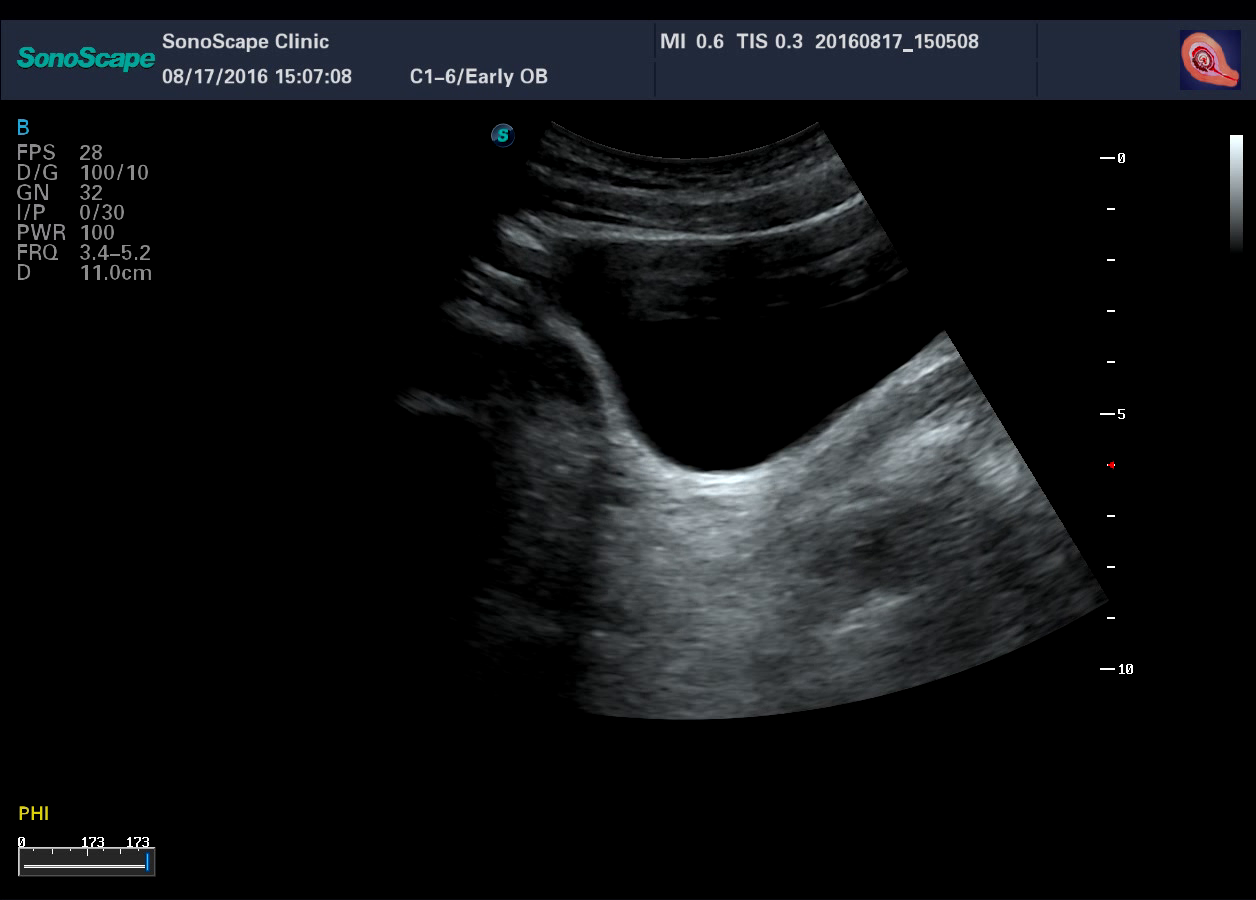 SonoScape
SonoScape Clinic
MI 0.6 TIS 0.3 20160817_150508
08/17/2016 15:07:08 C1-6/Early OB
B
S
FPS 28
D/G 100/10
GN 32
I/P 0/30
PWR 100
FRQ 3.4-5.2
D 11.0cm
0
5
10
PHI
0 173 173